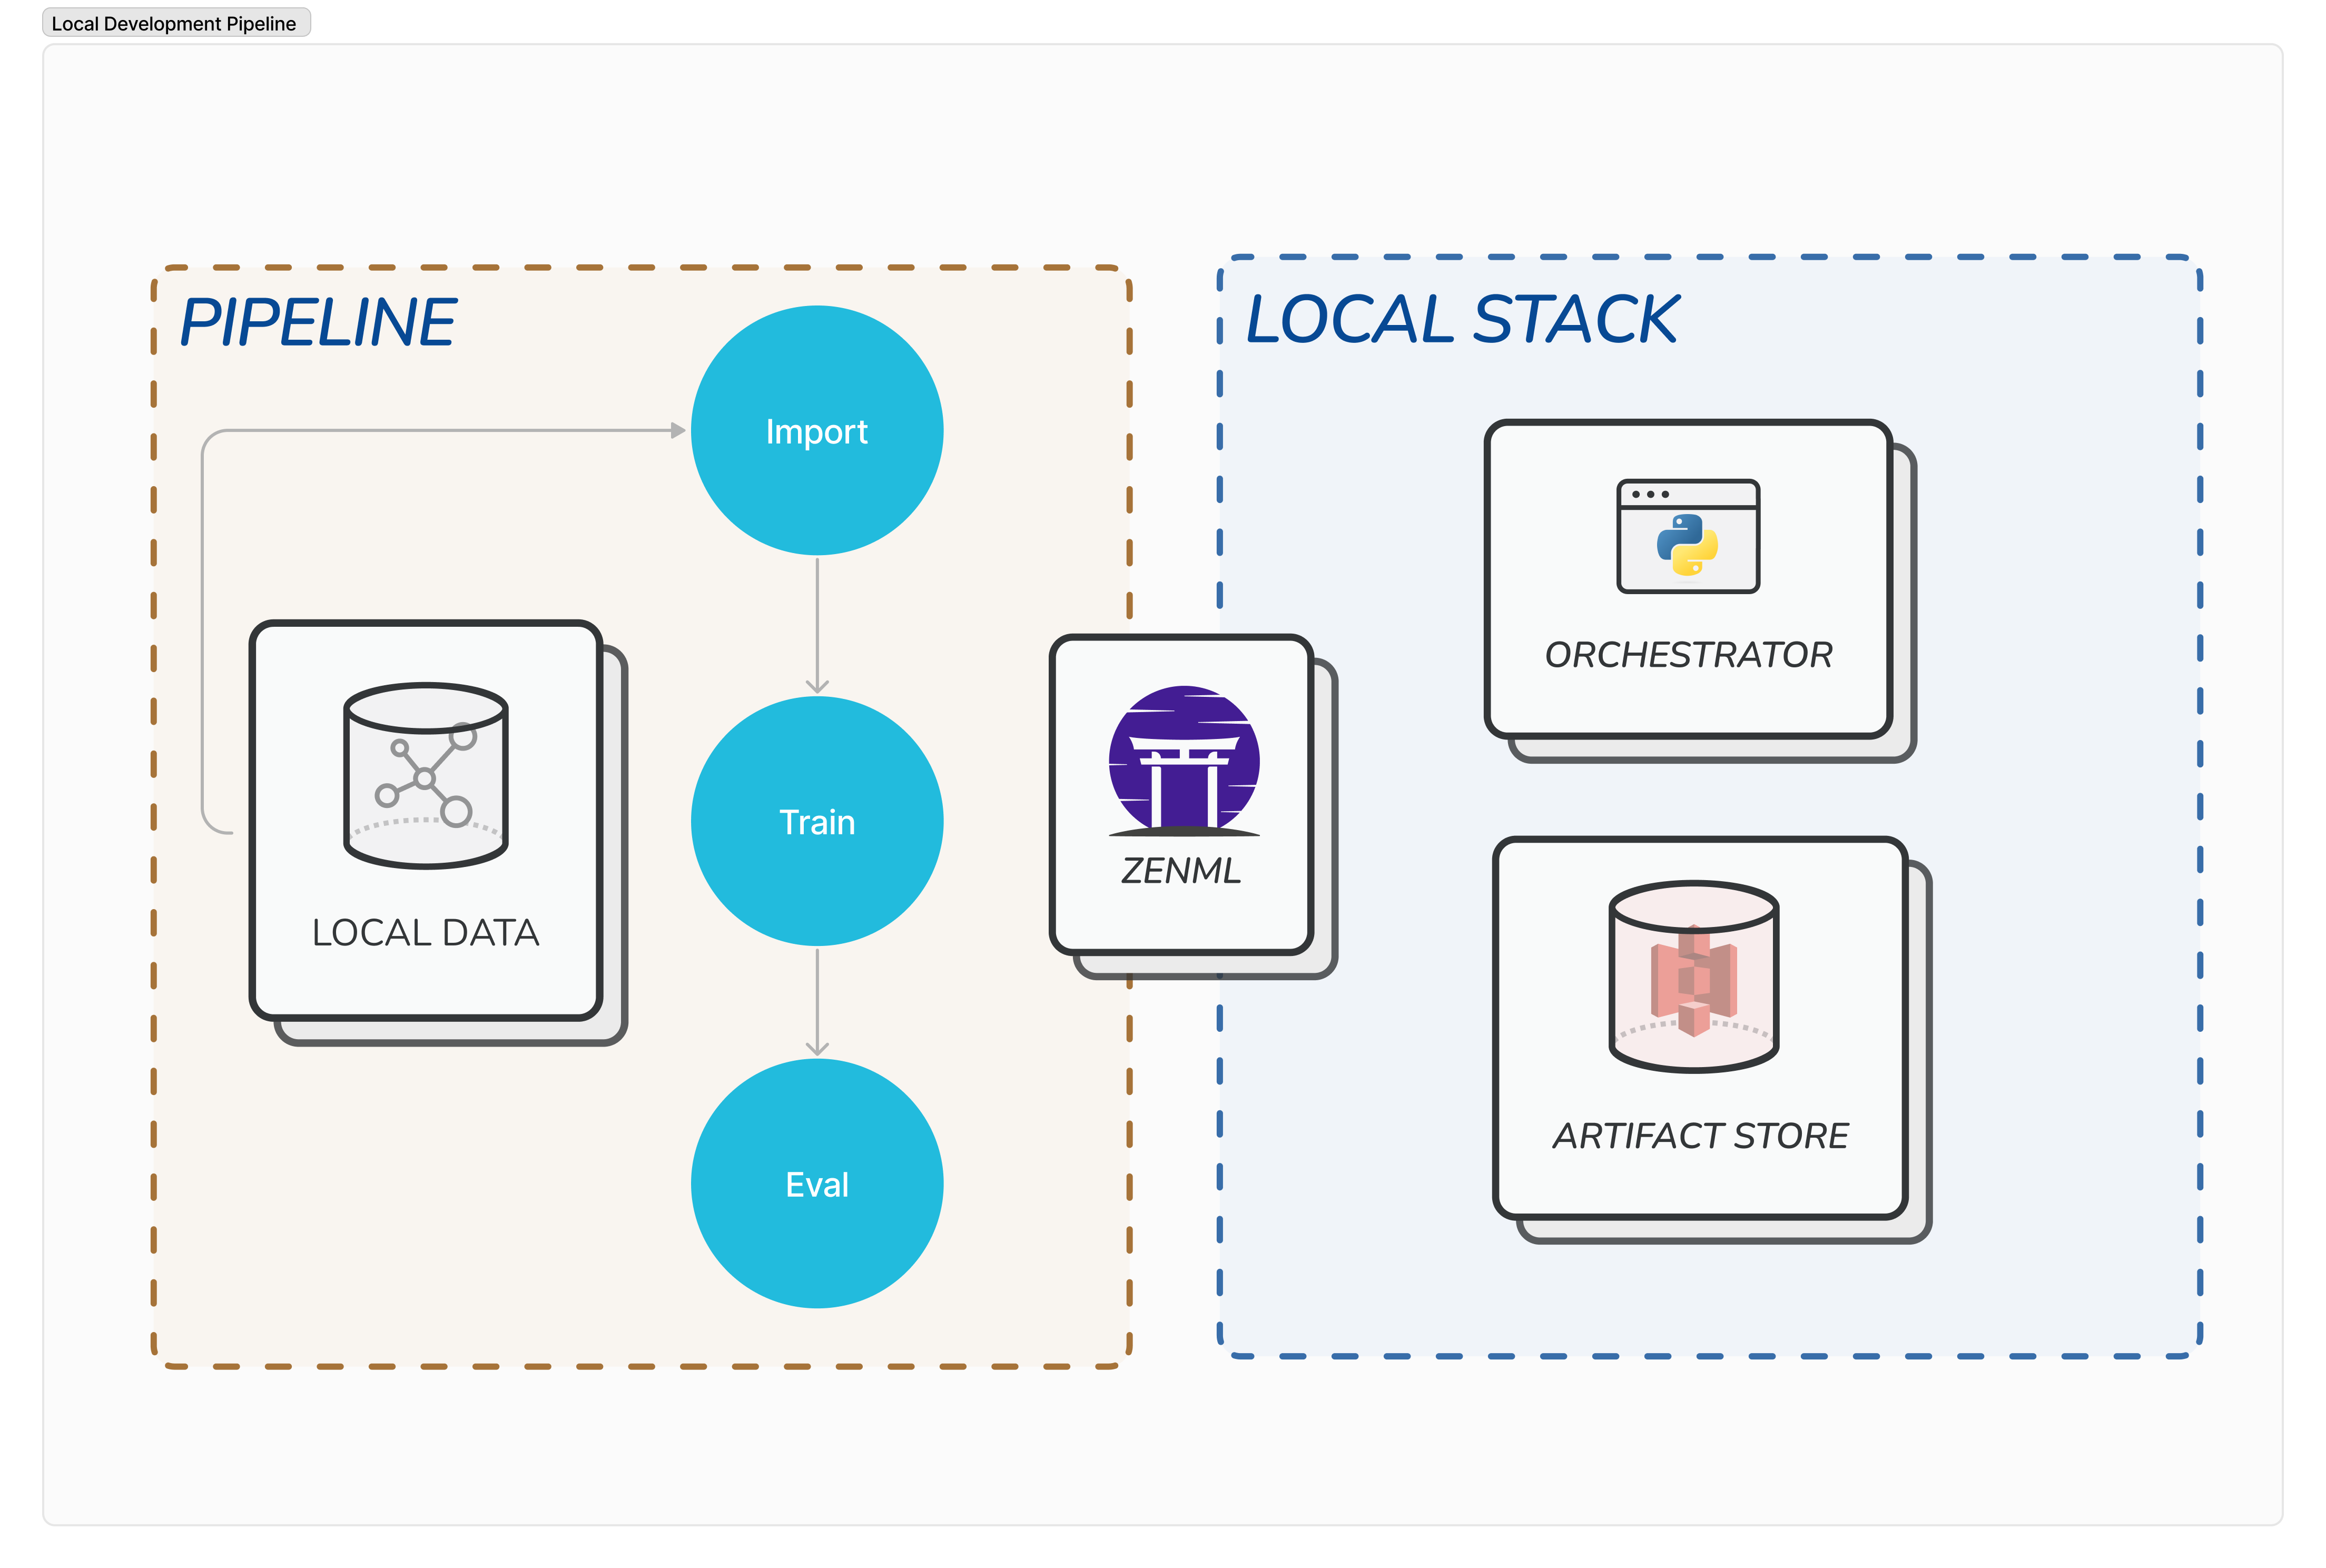 Local Development Pipeline
PIPELINE
LOCAL STACK
Import
ORCHESTRATOR
Train
ZENML
LOCAL DATA
ARTIFACT STORE
Eval